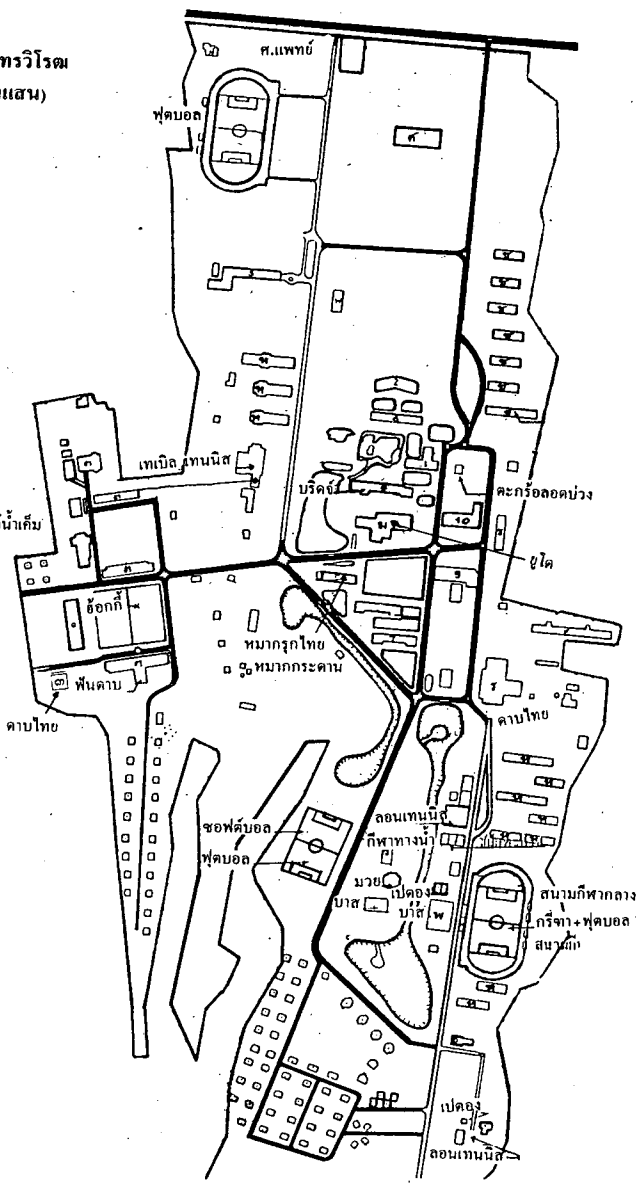 ทรวิโรฒ
แสน)
ศ.แพทย์
ฟุตบอล
เทเบิลเทนนิส
บริดจ์
ตะกร้อลอดบ่วง
น้ำเค็ม
10
ยูโด
ฮ้อกกี้
หมากรุกไทย
หมากกระดาน
ฟันดาบ
ดาบไทย
ดาบไทย
ลอนเทนนิส
ซอฟต์บอล
กีฬาทางน้ำ
ฟุตบอล
มวย
เปตอง
บาส
บาส
พ
สนามกีฬากลาง
กรีฑา+ฟุตบอล
เปตอง
ลอนเทนนิส